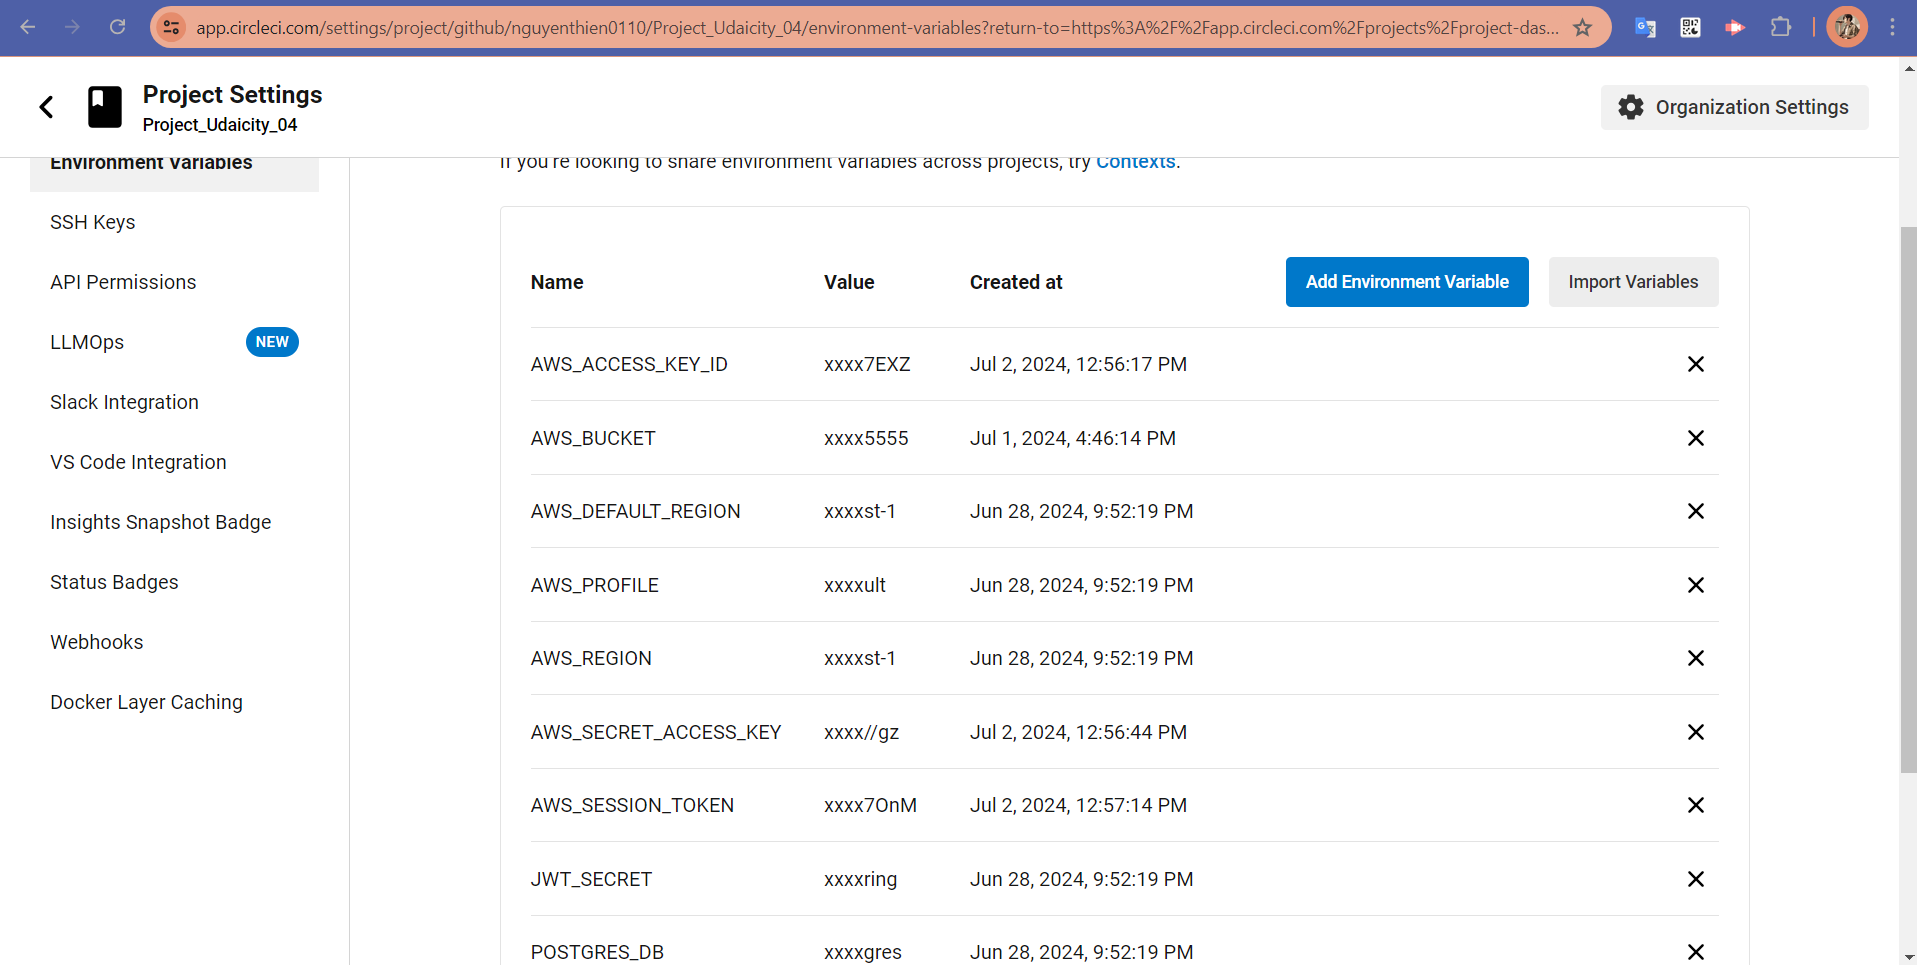 app.circleci.com/settings/project/github/nguyenthien0110/Project_Udaicity_04/environment-variables?return-to=https%3A%2F%2Fapp.circleci.com%2Fprojects%2Fproject-das...
Project Settings
Project_Udaicity_04
Organization Settings
Environment Variables
If you're looking to share environment variables across projects, try Contexts.
SSH Keys
API Permissions
LLMOps NEW
Slack Integration
VS Code Integration
Insights Snapshot Badge
Status Badges
Webhooks
Docker Layer Caching
Name Value Created at Add Environment Variable Import Variables
AWS_ACCESS_KEY_ID xxxx7EXZ Jul 2, 2024, 12:56:17 PM
AWS_BUCKET xxxx5555 Jul 1, 2024, 4:46:14 PM
AWS_DEFAULT_REGION xxxxst-1 Jun 28, 2024, 9:52:19 PM
AWS_PROFILE xxxxult Jun 28, 2024, 9:52:19 PM
AWS_REGION xxxxst-1 Jun 28, 2024, 9:52:19 PM
AWS_SECRET_ACCESS_KEY xxxx//gz Jul 2, 2024, 12:56:44 PM
AWS_SESSION_TOKEN xxxx7OnM Jul 2, 2024, 12:57:14 PM
JWT_SECRET xxxxring Jun 28, 2024, 9:52:19 PM
POSTGRES_DB xxxxgres Jun 28, 2024, 9:52:19 PM